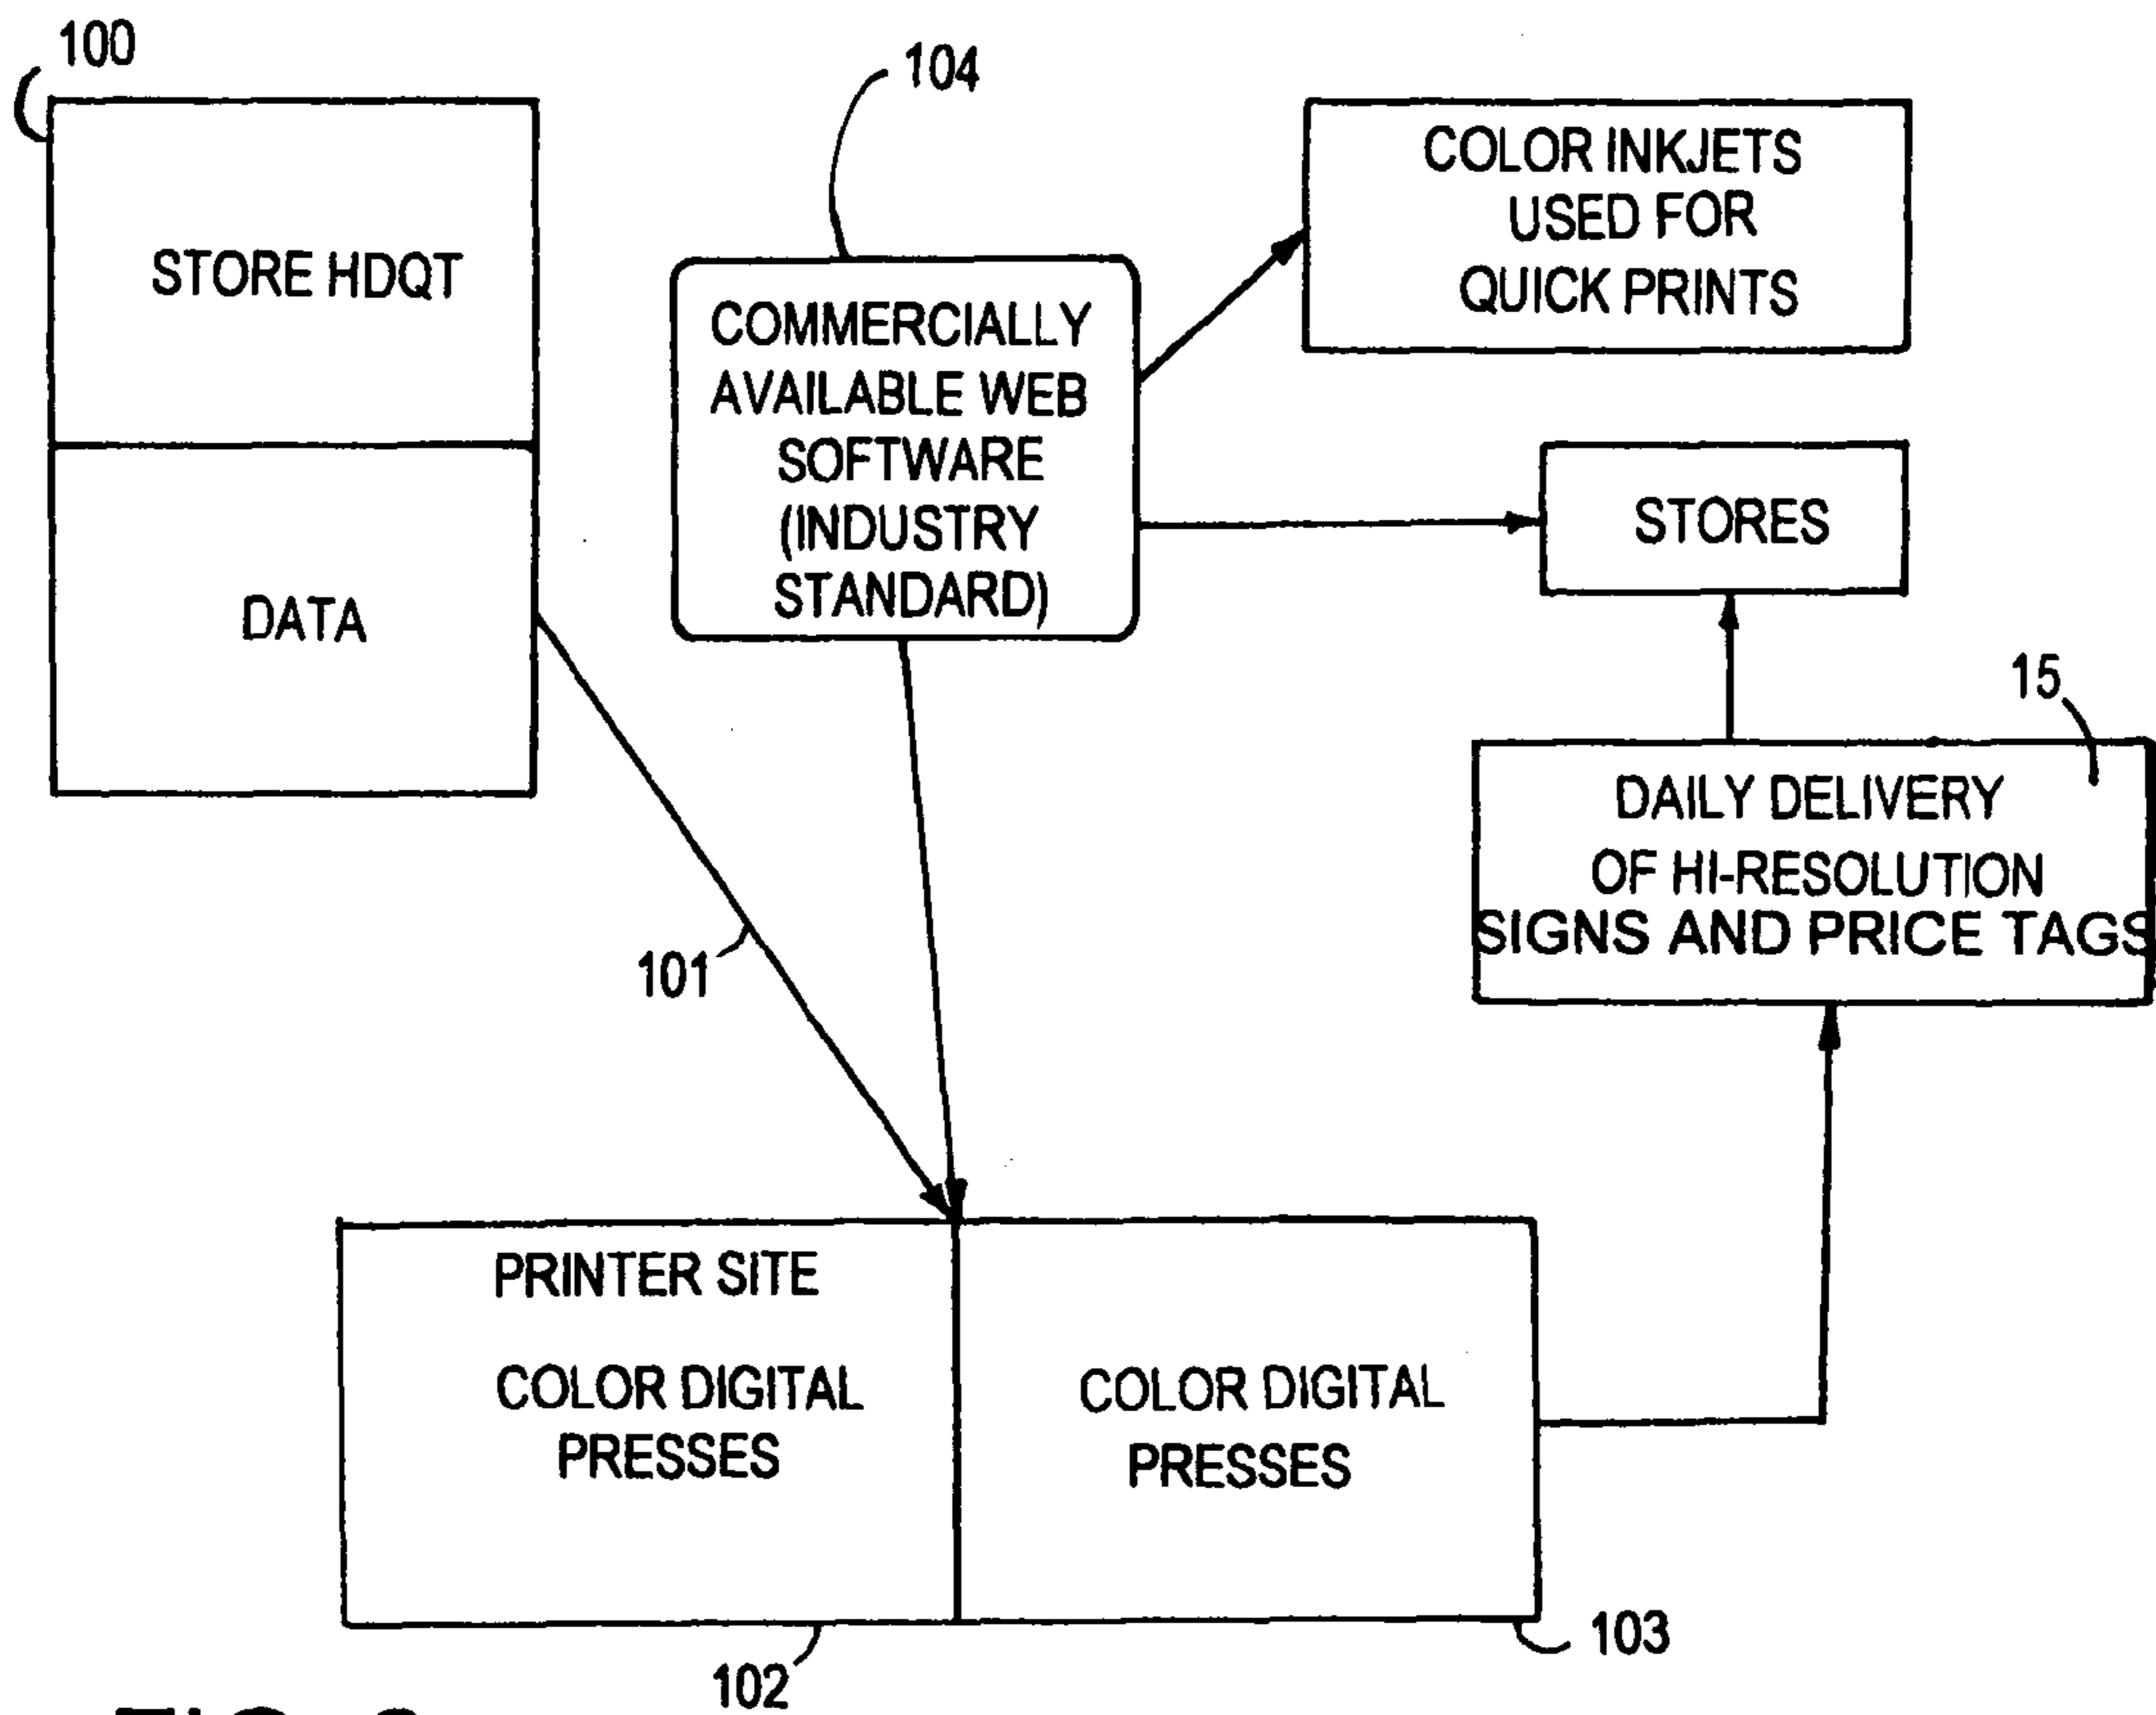 100
STORE HDQT
DATA
104
COMMERCIALLY
AVAILABLE WEB
SOFTWARE
(INDUSTRY
STANDARD)
COLOR INKJETS
USED FOR
QUICK PRINTS
STORES
15
DAILY DELIVERY
OF HI-RESOLUTION
SIGNS AND PRICE TAGS
101
PRINTER SITE
COLOR DIGITAL
PRESSES
COLOR DIGITAL
PRESSES
102
103